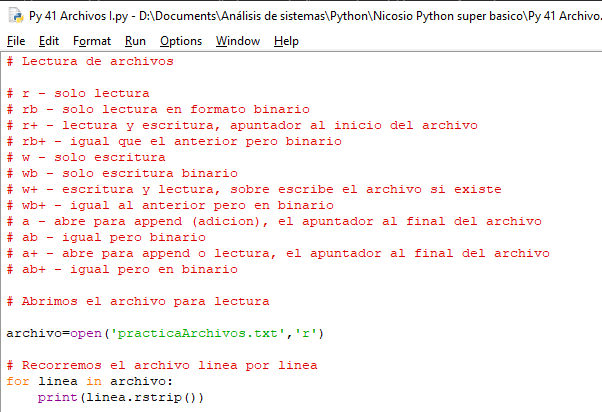 Py 41 Archivos I.py - D:\Documents\Análisis de sistemas\Python\Nicosio Python super basico\Py 41 Archivo
File Edit Format Run Options Window Help
# Lectura de archivos
# r - solo lectura
# rb - solo lectura en formato binario
# r+ - lectura y escritura, apuntador al inicio del archivo
# rb+ - igual que el anterior pero binario
# w - solo escritura
# wb - solo escritura binario
# w+ - escritura y lectura, sobre escribe el archivo si existe
# wb+ - igual al anterior pero en binario
# a - abre para append (adicion), el apuntador al final del archivo
# ab - igual pero binario
# a+ - abre para append o lectura, el apuntador al final del archivo
# ab+ - igual pero en binario
# Abrimos el archivo para lectura
archivo=open('practicaArchivos.txt','r')
# Recorremos el archivo linea por linea
for linea in archivo:
    print(linea.rstrip())